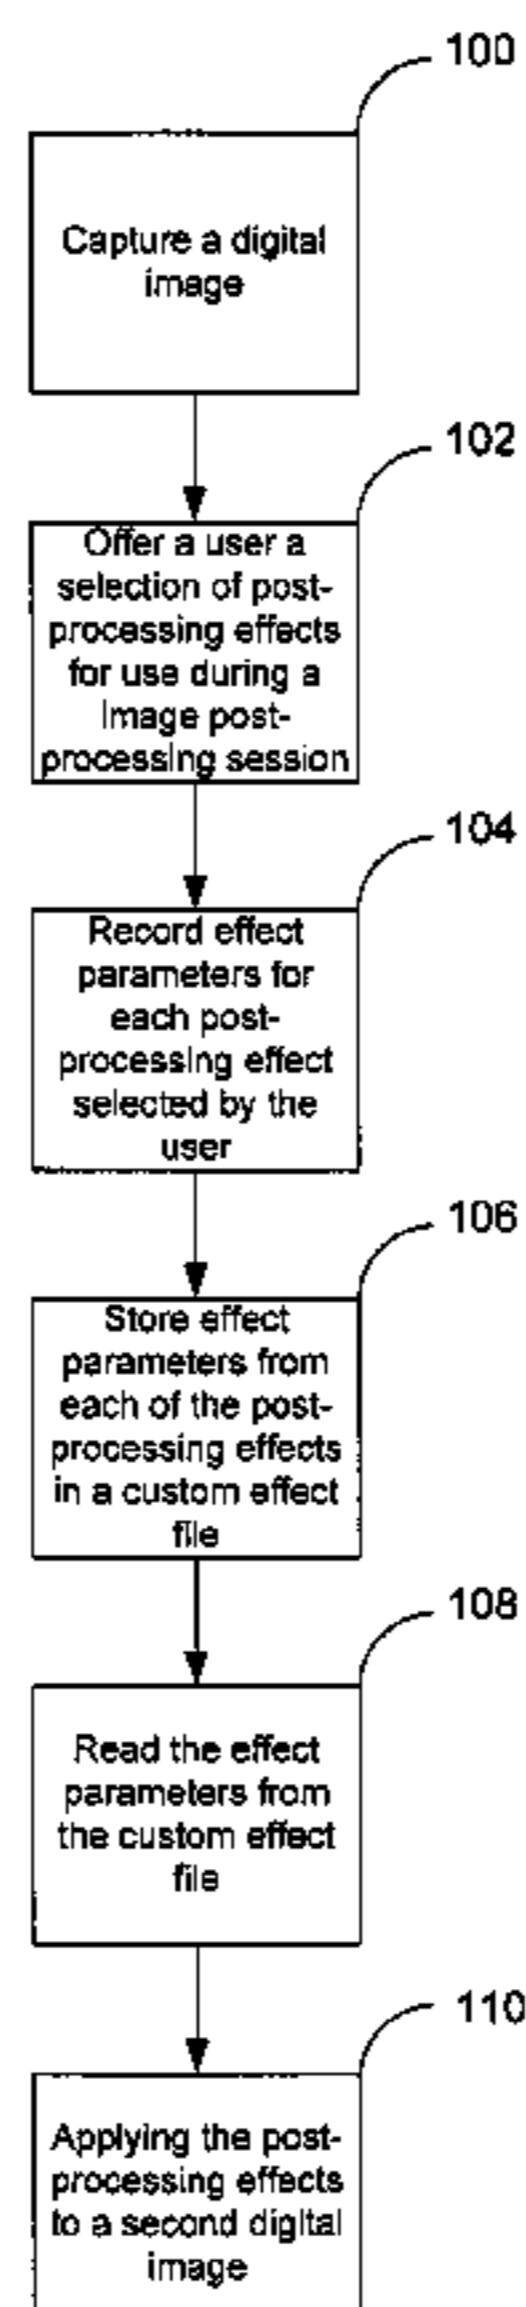 100
Capture a digital
image
102
Offer a user a
selection of post-
processing effects
for use during a
image post-
processing session
104
Record effect
parameters for
each post-
processing effect
selected by the
user
106
Store effect
parameters from
each of the post-
processing effects
in a custom effect
file
108
Read the effect
parameters from
the custom effect
file
110
Applying the post-
processing effects
to a second digital
image